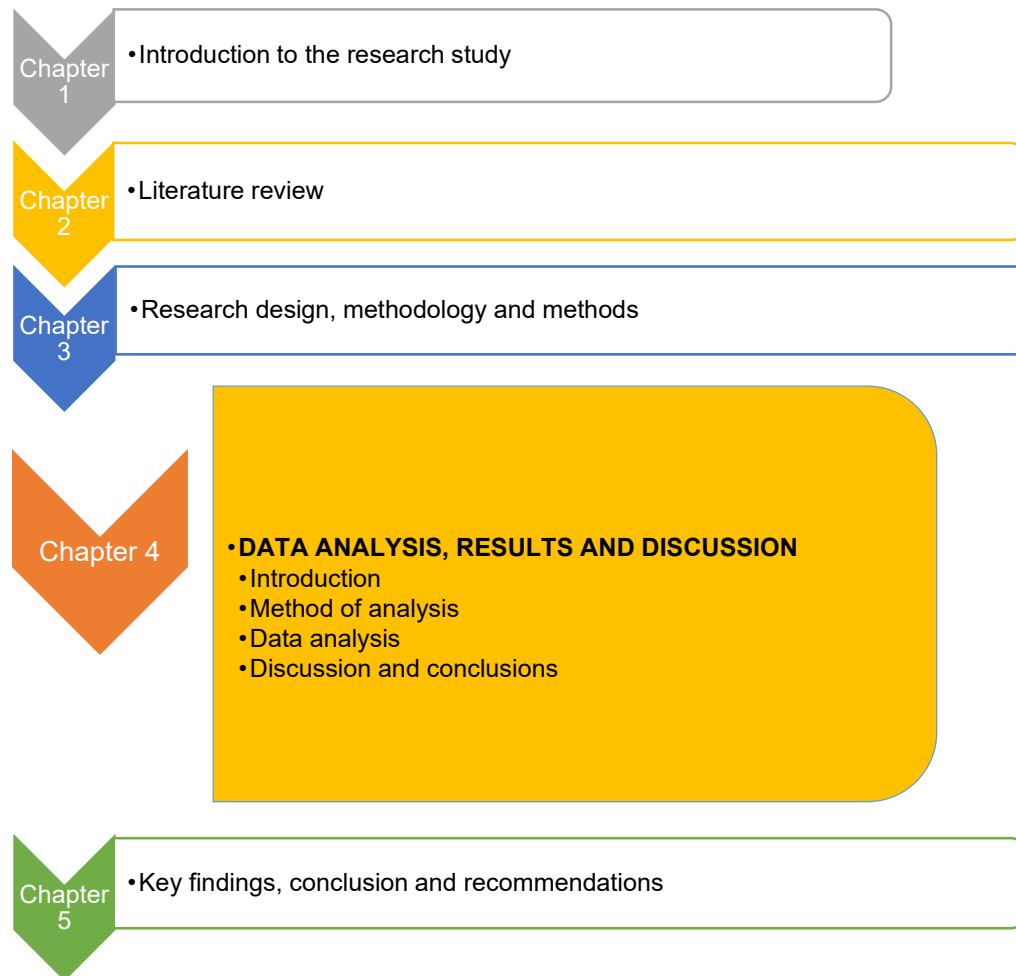 Chapter
1
•Introduction to the research study
Chapter
2
•Literature review
Chapter
3
•Research design, methodology and methods
Chapter 4
•DATA ANALYSIS, RESULTS AND DISCUSSION
•Introduction
•Method of analysis
•Data analysis
•Discussion and conclusions
Chapter
5
•Key findings, conclusion and recommendations